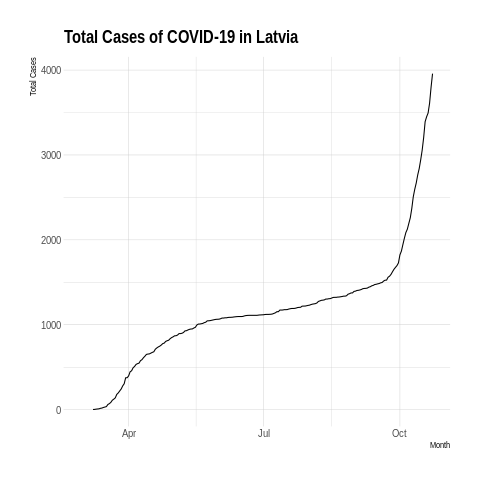 Total Cases of COVID-19 in Latvia
Total Cases
4000
3000
2000
1000
0
Apr
Jul
Oct
Month